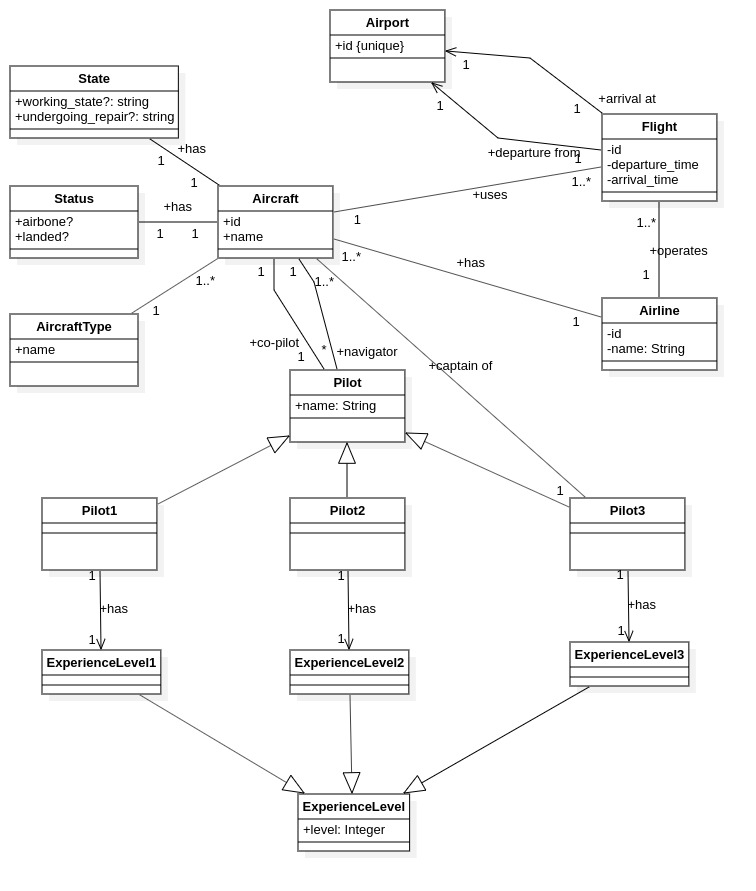 Airport
+id {unique}
1
1
+arrival at
1
State
+working_state?: string
+undergoing_repair?: string
+has
1
1
Flight
-id
-departure_time
-arrival_time
+departure from
1
Status
+airbone?
+landed?
+has
1
1
Aircraft
+id
+name
+uses
1
1..*
1..*
+operates
1
1..*
+has
1
Airline
-id
-name: String
1..*
1
AircraftType
+name
1
1
1..*
+co-pilot
1
*
+navigator
+captain of
1
Pilot
+name: String
Pilot1
Pilot2
Pilot3
1
+has
1
1
+has
1
1
+has
1
ExperienceLevel1
ExperienceLevel2
ExperienceLevel3
ExperienceLevel
+level: Integer